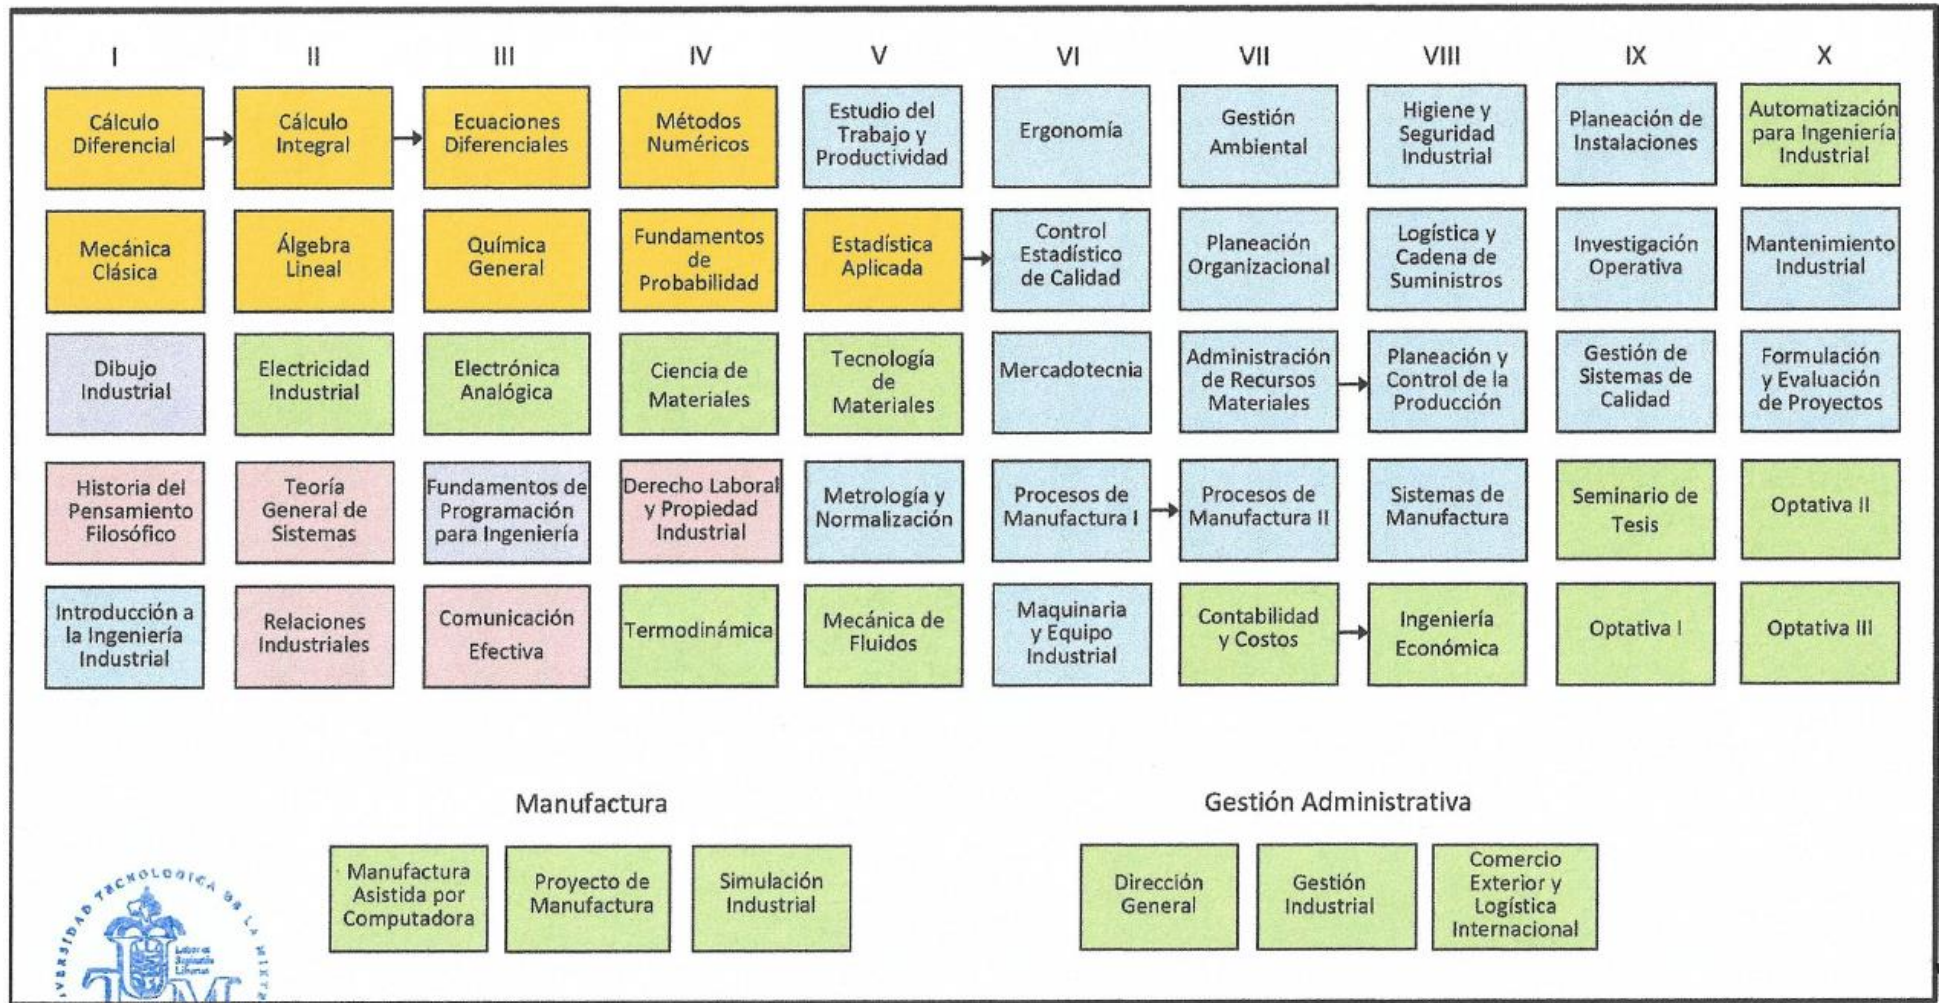 I II III IV V VI VII VIII IX X
Cálculo
Diferencial
Cálculo
Integral
Ecuaciones
Diferenciales
Métodos
Numéricos
Estudio del
Trabajo y
Productividad
Ergonomía
Gestión
Ambiental
Higiene y
Seguridad
Industrial
Planeación de
Instalaciones
Automatización
para Ingeniería
Industrial
Mecánica
Clásica
Álgebra
Lineal
Química
General
Fundamentos
de
Probabilidad
Estadística
Aplicada
Control
Estadístico
de Calidad
Planeación
Organizacional
Logística y
Cadena de
Suministros
Investigación
Operativa
Mantenimiento
Industrial
Dibujo
Industrial
Electricidad
Industrial
Electrónica
Analógica
Ciencia de
Materiales
Tecnología
de
Materiales
Mercadotecnia
Administración
de Recursos
Materiales
Planeación y
Control de la
Producción
Gestión de
Sistemas de
Calidad
Formulación
y Evaluación
de Proyectos
Historia del
Pensamiento
Filosófico
Teoría
General de
Sistemas
Fundamentos de
Programación
para Ingeniería
Derecho Laboral
y Propiedad
Industrial
Metrología y
Normalización
Procesos de
Manufactura I
Procesos de
Manufactura II
Sistemas de
Manufactura
Seminario de
Tesis
Optativa II
Introducción a
la Ingeniería
Industrial
Relaciones
Industriales
Comunicación
Efectiva
Termodinámica
Mecánica de
Fluidos
Maquinaria
y Equipo
Industrial
Contabilidad
y Costos
Ingeniería
Económica
Optativa I
Optativa III
Manufactura
Manufactura
Asistida por
Computadora
Proyecto de
Manufactura
Simulación
Industrial
Gestión Administrativa
Dirección
General
Gestión
Industrial
Comercio
Exterior y
Logística
Internacional
TECNOLOGICA DE LA